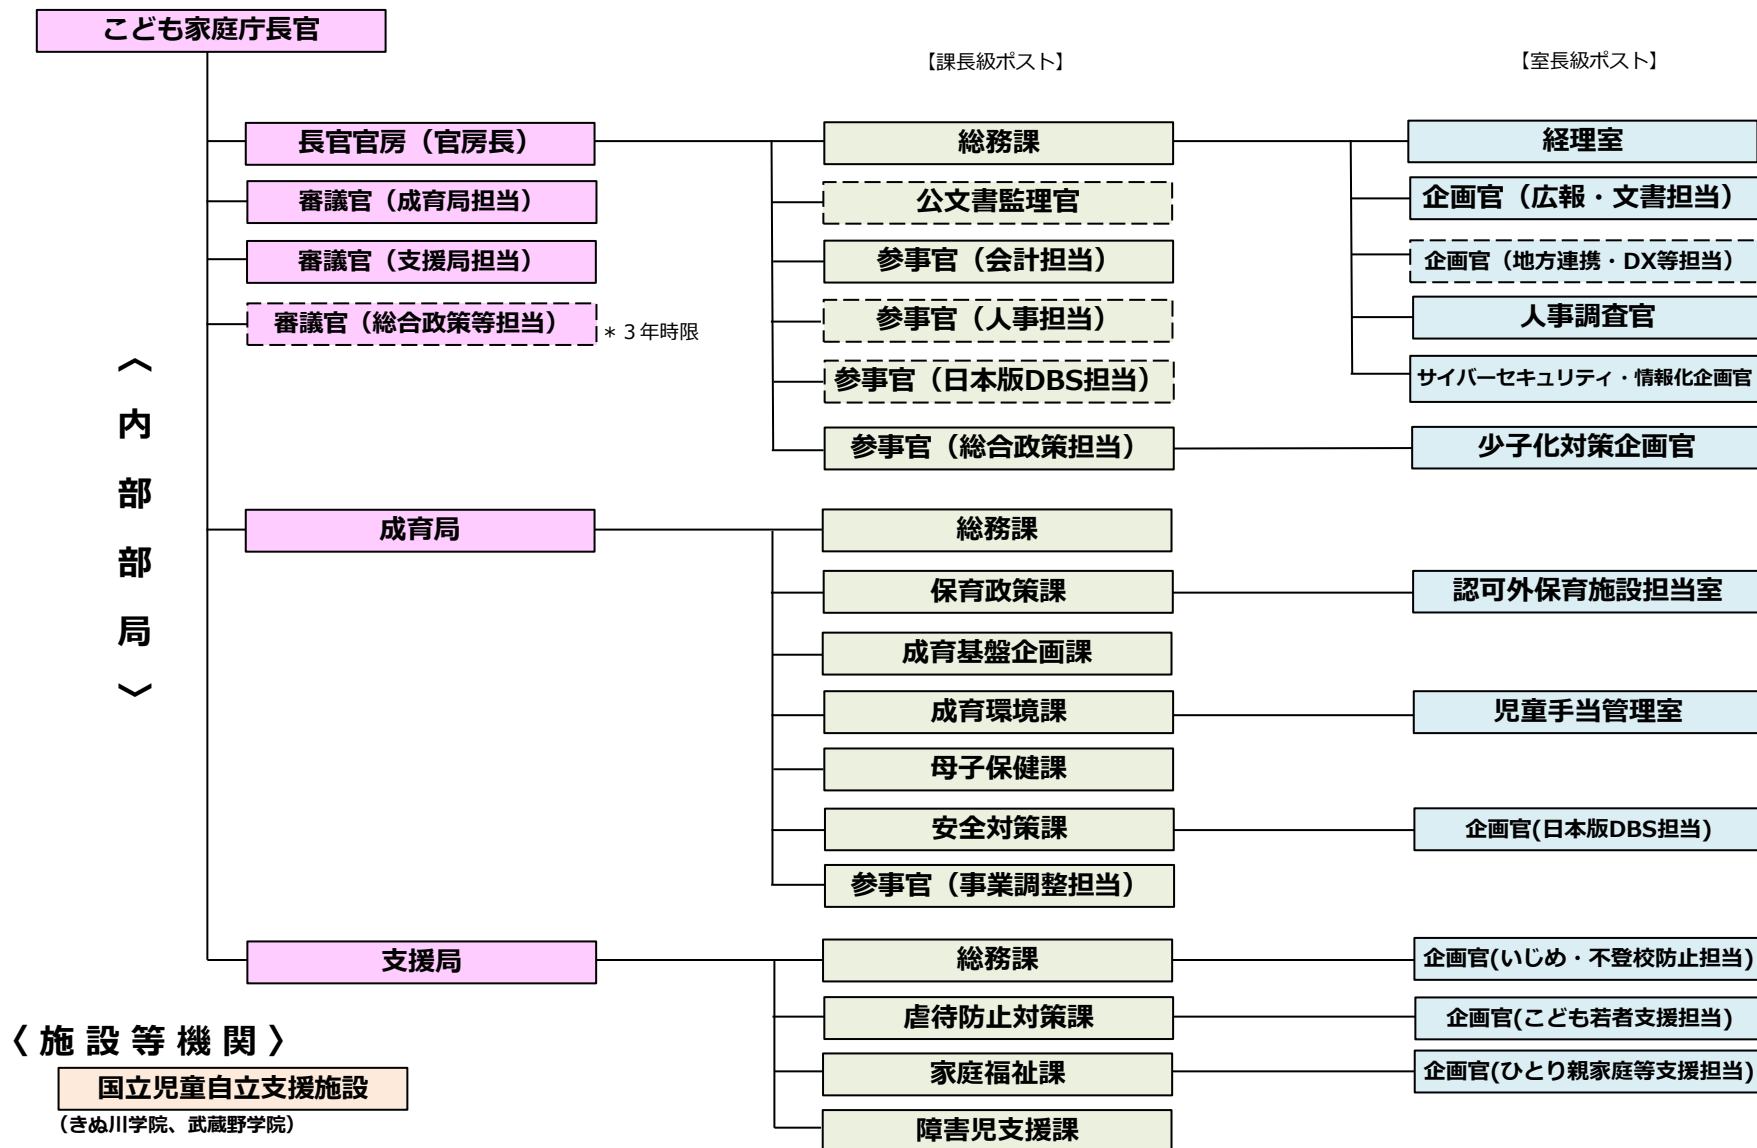 こども家庭庁長官
【課長級ポスト】
【室長級ポスト】
長官官房（官房長）
総務課
経理室
審議官（成育局担当）
公文書監理官
企画官（広報・文書担当）
審議官（支援局担当）
参事官（会計担当）
企画官（地方連携・DX等担当）
審議官（総合政策等担当）
＊３年時限
参事官（人事担当）
人事調査官
参事官（日本版DBS担当）
サイバーセキュリティ・情報化企画官
参事官（総合政策担当）
少子化対策企画官
〈内部部局〉
成育局
総務課
保育政策課
認可外保育施設担当室
成育基盤企画課
成育環境課
児童手当管理室
母子保健課
安全対策課
企画官(日本版DBS担当)
参事官（事業調整担当）
支援局
総務課
企画官(いじめ・不登校防止担当)
虐待防止対策課
企画官(こども若者支援担当)
家庭福祉課
企画官(ひとり親家庭等支援担当)
障害児支援課
〈施設等機関〉
国立児童自立支援施設
（きぬ川学院、武蔵野学院）